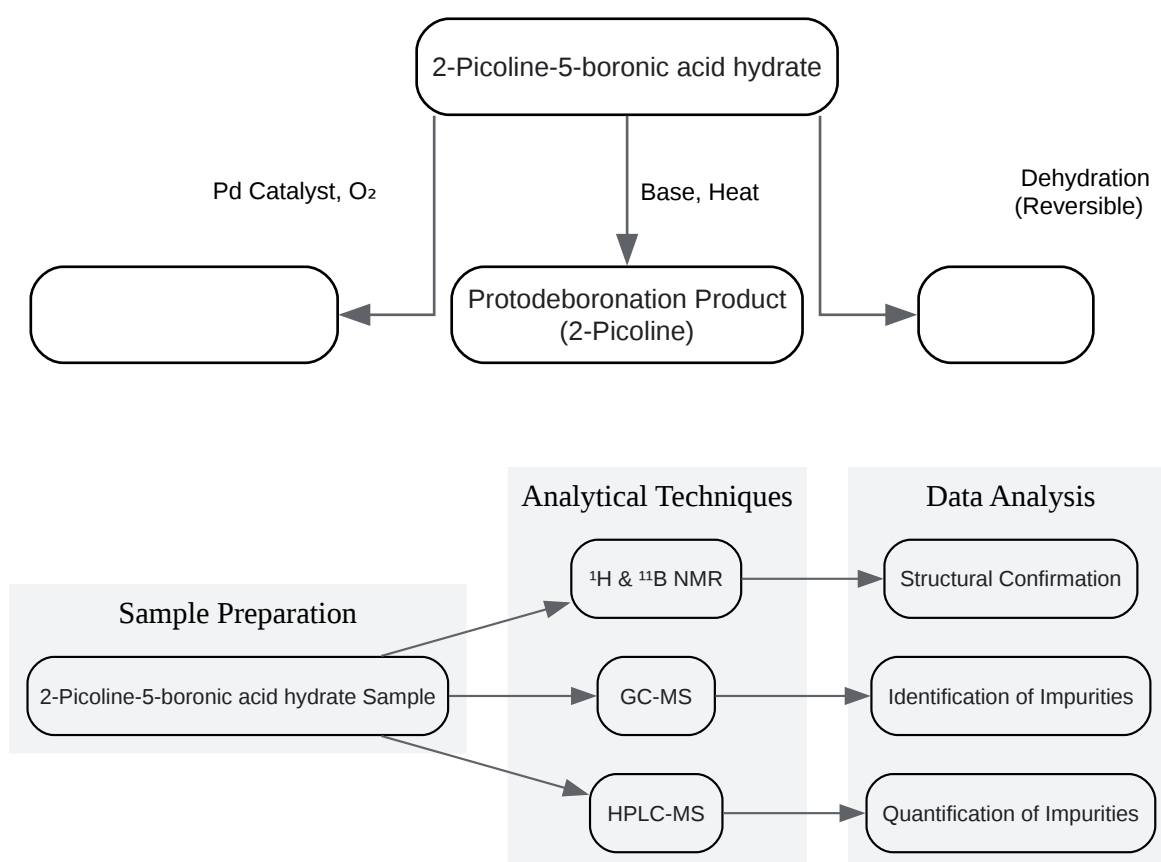 2-Picoline-5-boronic acid hydrate
Pd Catalyst, O₂
Base, Heat
Dehydration
(Reversible)
Protodeboronation Product
(2-Picoline)
Analytical Techniques
Data Analysis
¹H & ¹¹B NMR
Structural Confirmation
Sample Preparation
2-Picoline-5-boronic acid hydrate Sample
GC-MS
Identification of Impurities
HPLC-MS
Quantification of Impurities